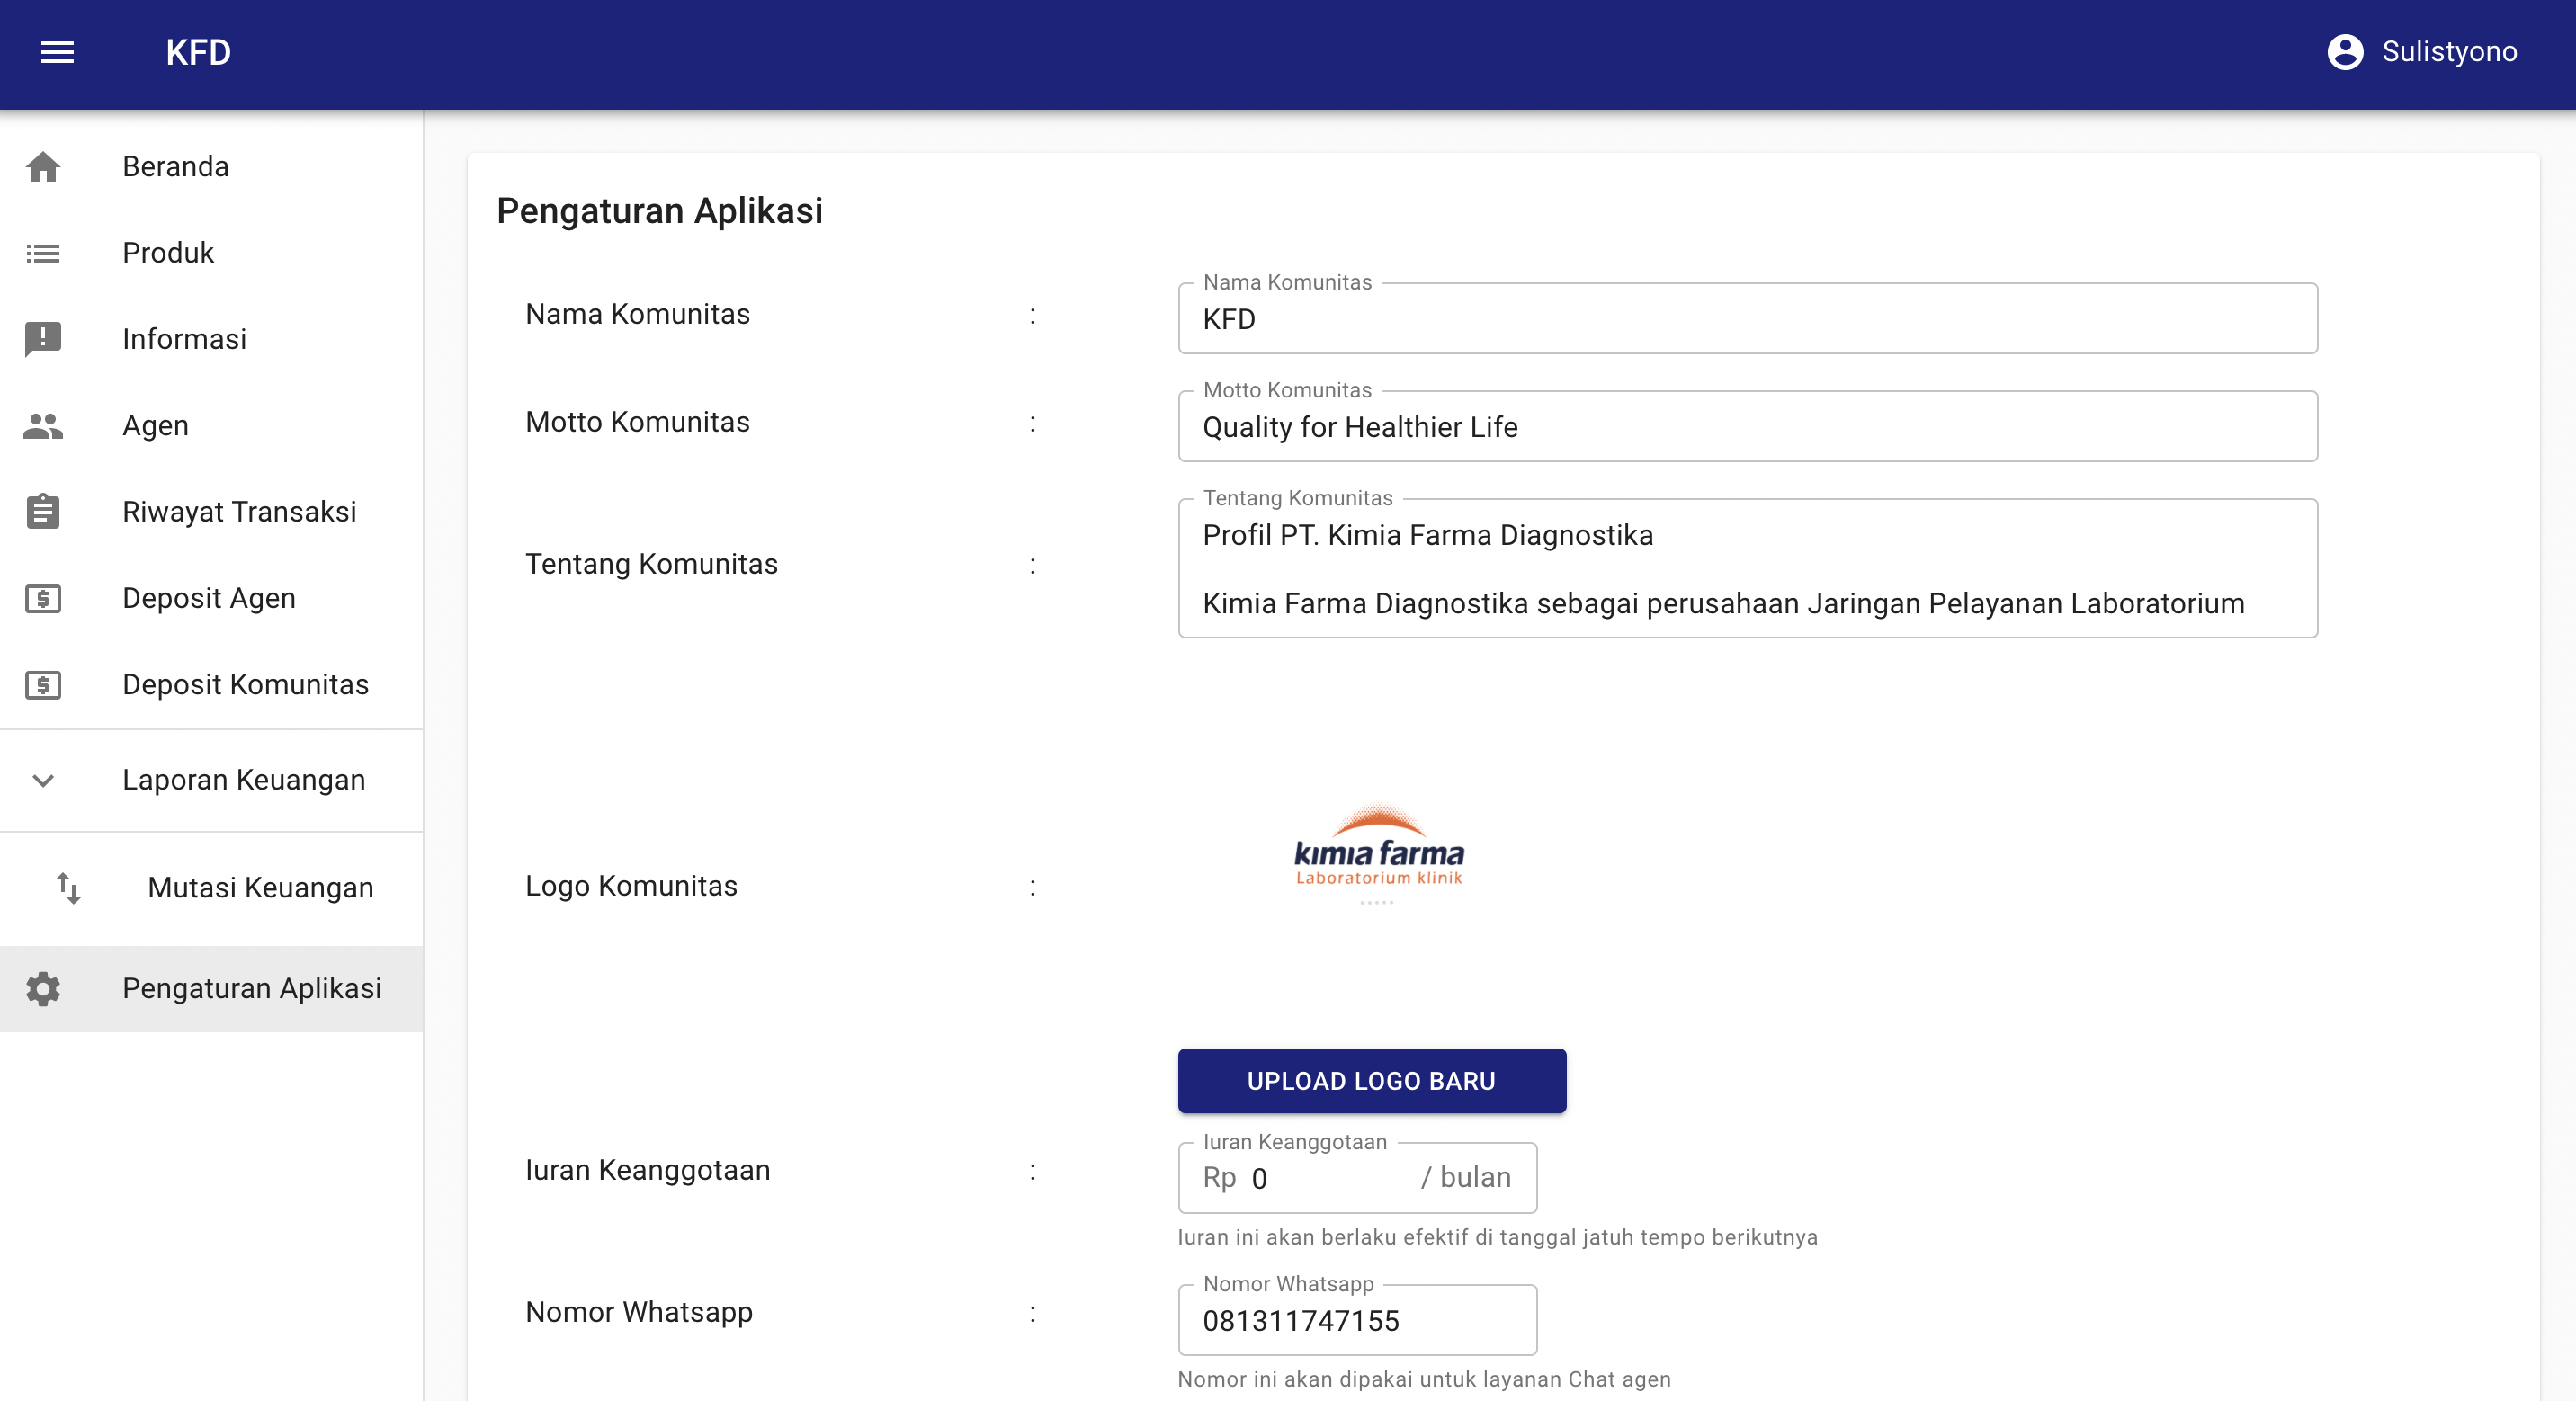 KFD
Sulistyono
Beranda
Produk
Informasi
Agen
Riwayat Transaksi
Deposit Agen
Deposit Komunitas
Laporan Keuangan
Mutasi Keuangan
Pengaturan Aplikasi
Pengaturan Aplikasi
Nama Komunitas :
Nama Komunitas
KFD
Motto Komunitas :
Motto Komunitas
Quality for Healthier Life
Tentang Komunitas :
Tentang Komunitas
Profil PT. Kimia Farma Diagnostika
Kimia Farma Diagnostika sebagai perusahaan Jaringan Pelayanan Laboratorium
Logo Komunitas :
kimia farma
Laboratorium klinik
UPLOAD LOGO BARU
Iuran Keanggotaan :
Iuran Keanggotaan
Rp 0 / bulan
Iuran ini akan berlaku efektif di tanggal jatuh tempo berikutnya
Nomor Whatsapp :
Nomor Whatsapp
081311747155
Nomor ini akan dipakai untuk layanan Chat agen